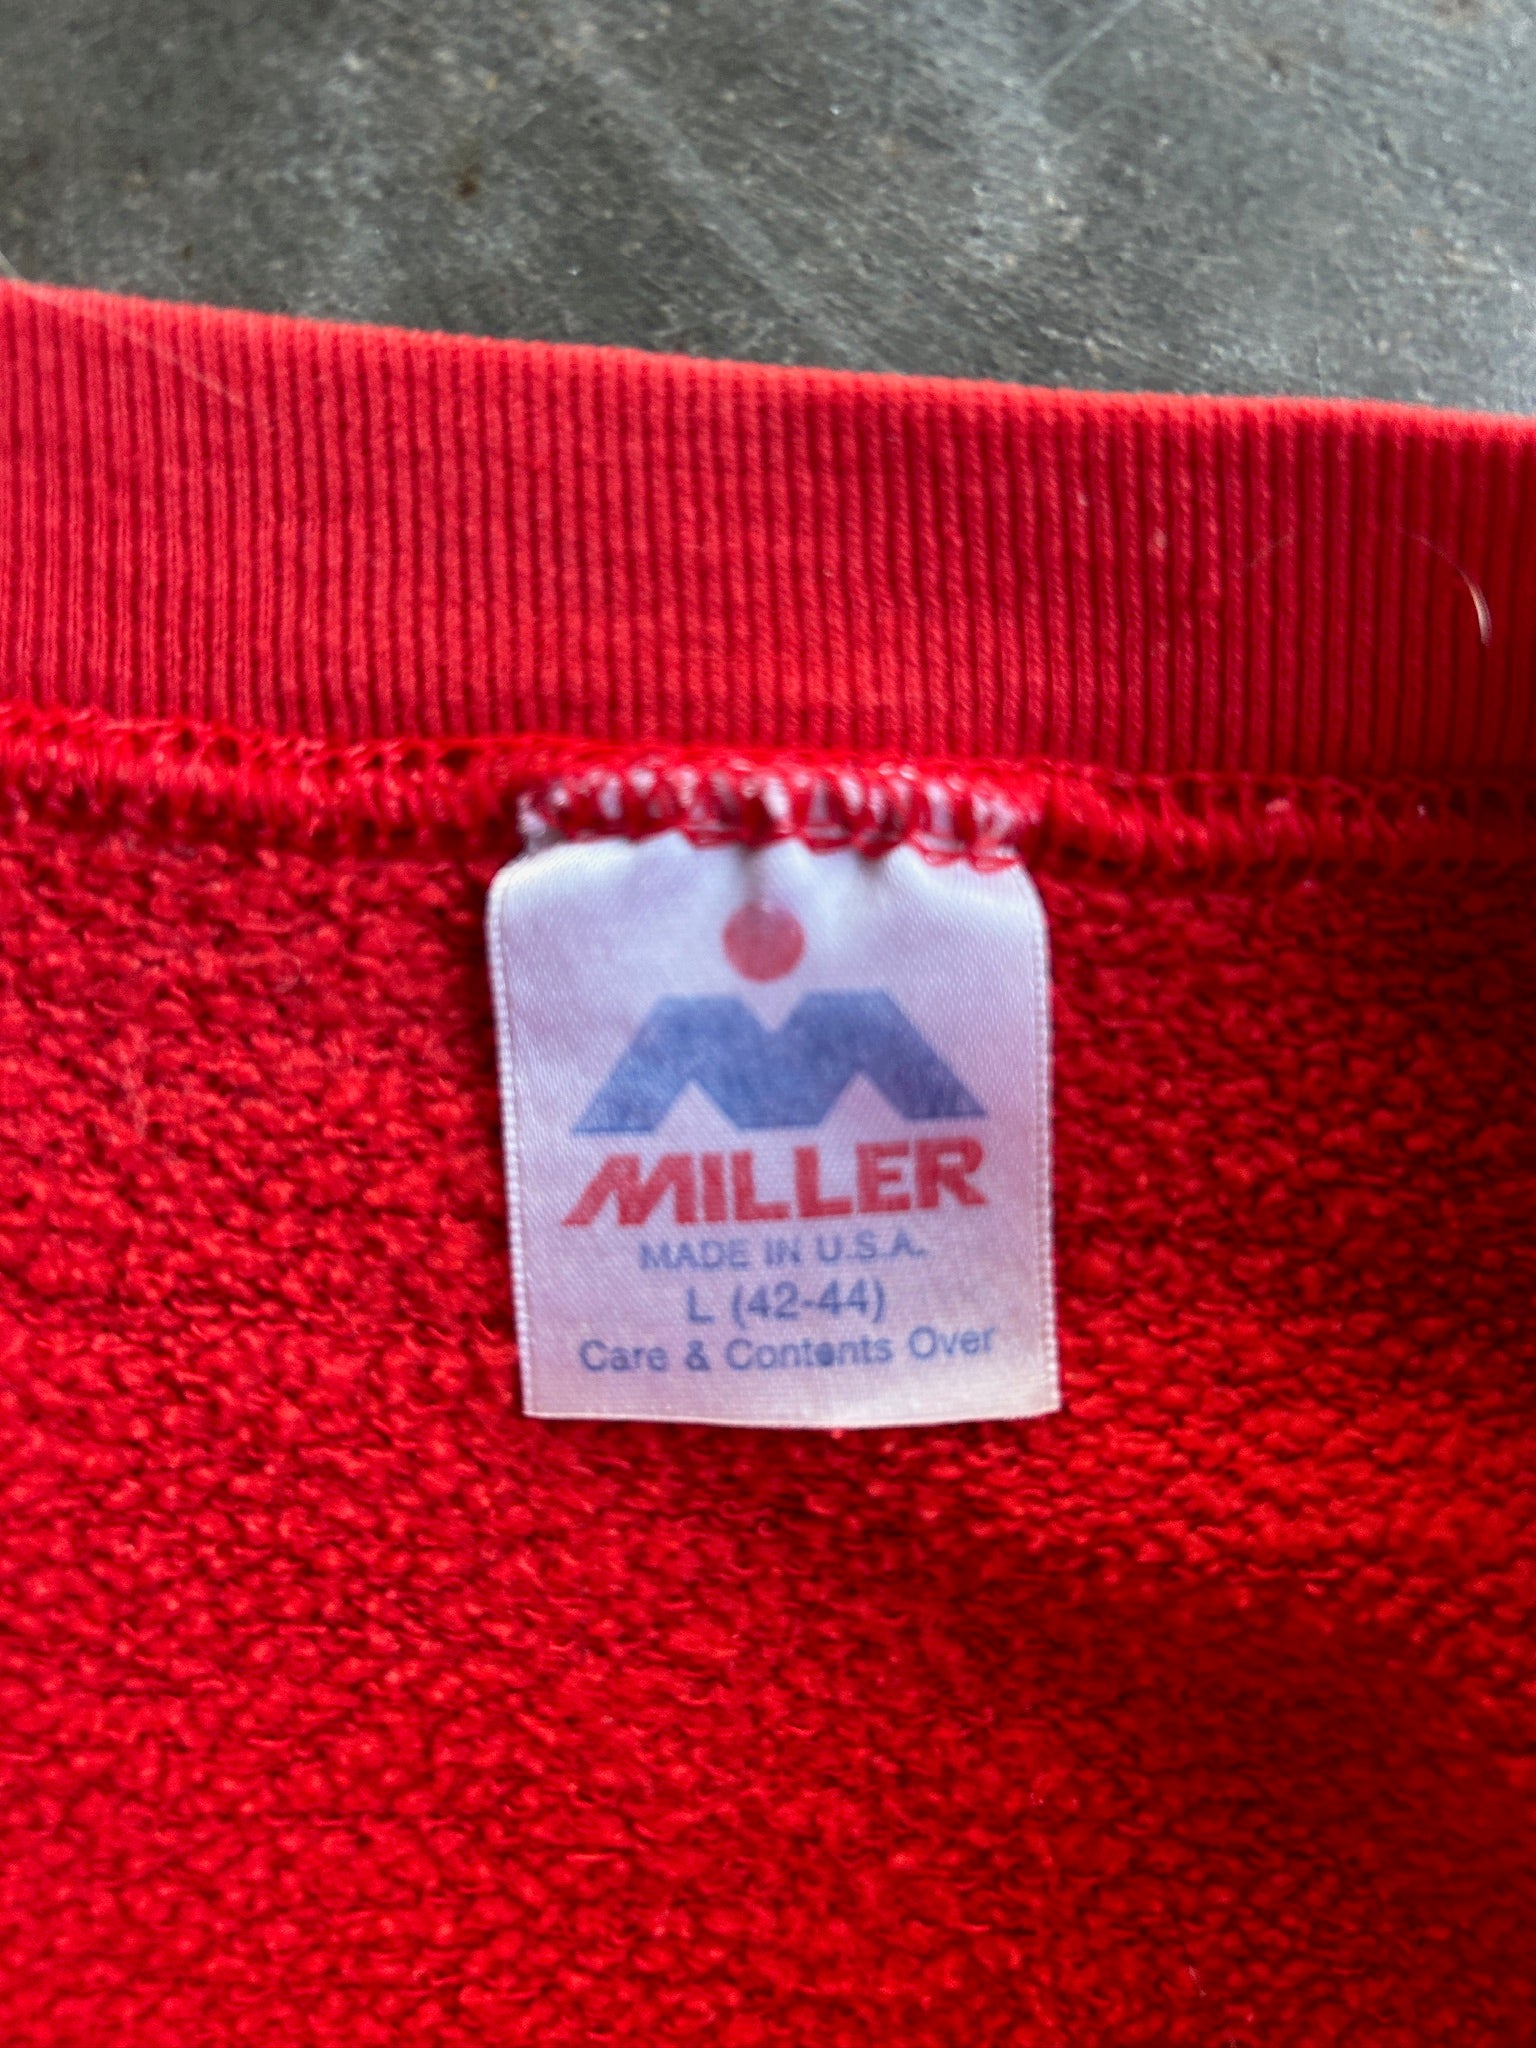 MILLER
MADE IN U.S.A.
L (42-44)
Care & Contents Over